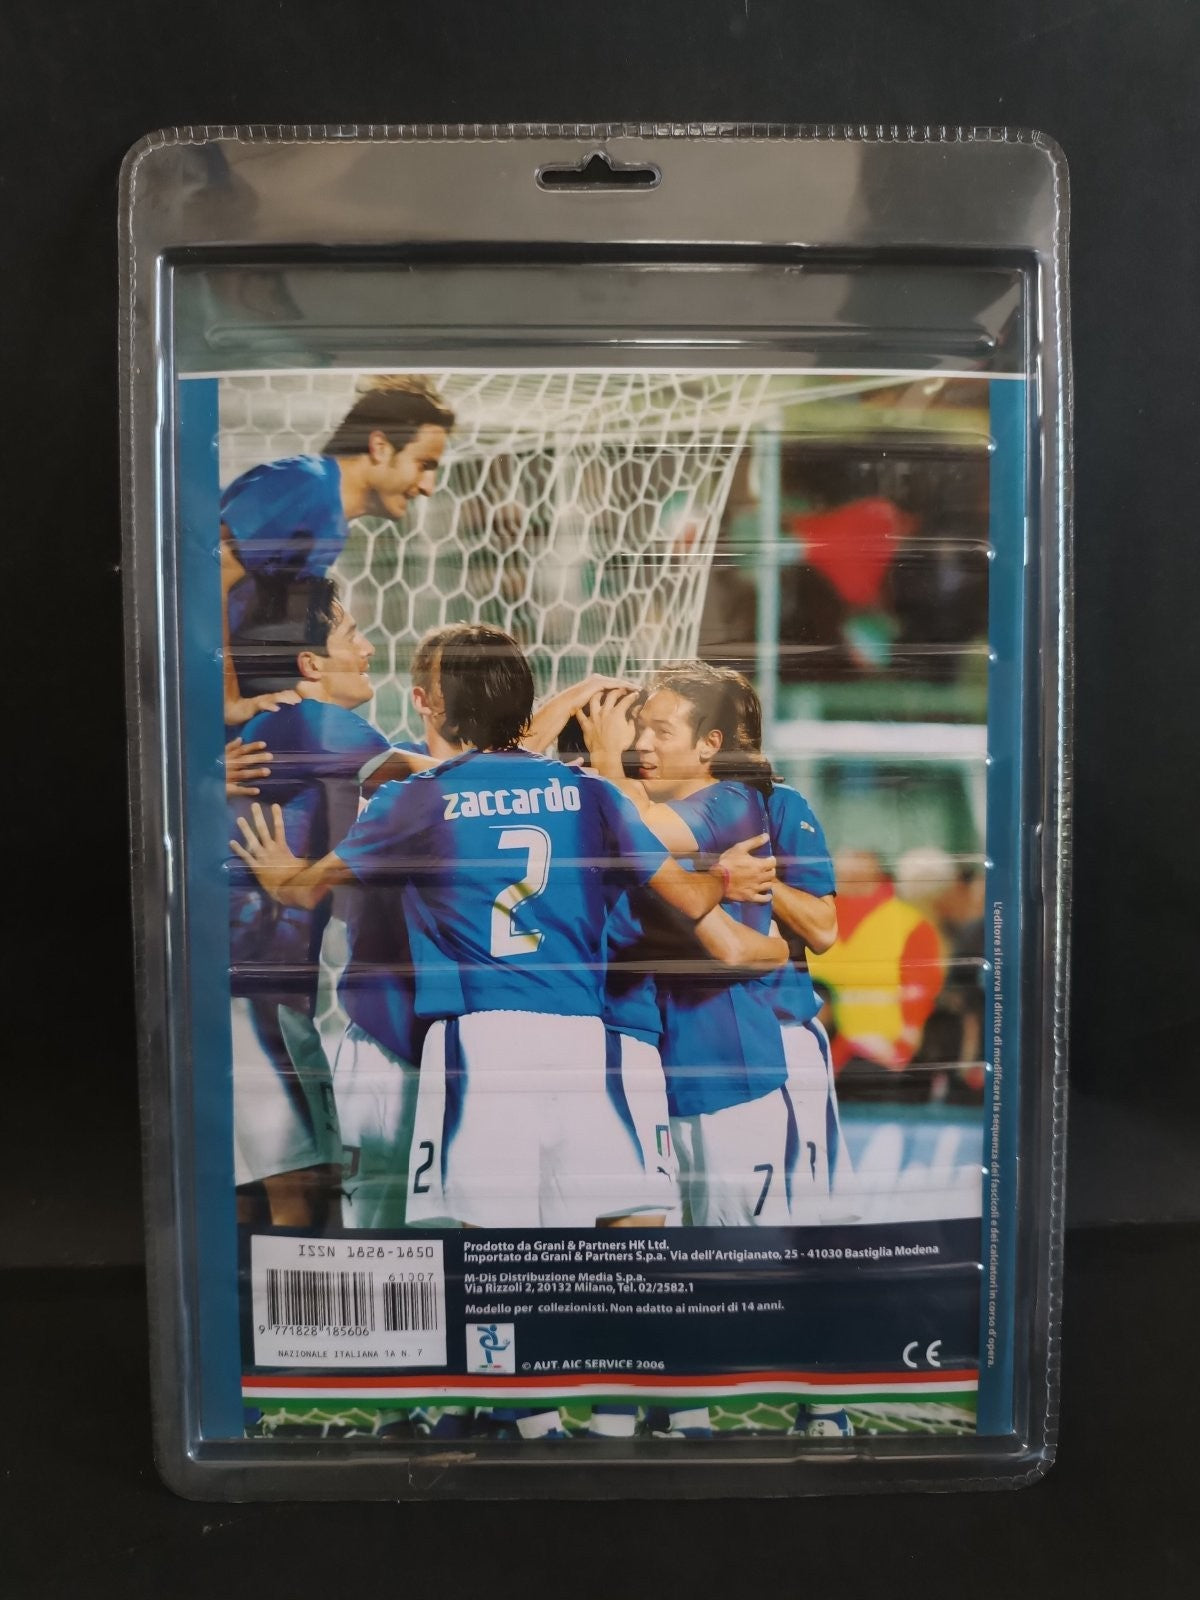 zaccardo
2
2
7
ISSN 1828-1850
61007
9 771828 185606
NAZIONALE ITALIANA 1A N. 7
Prodotto da Grani & Partners HK Ltd.
Importato da Grani & Partners S.p.a. Via dell'Artigianato, 25 - 41030 Bastiglia Modena
M-Dis Distribuzione Media S.p.a.
Via Rizzoli 2, 20132 Milano, Tel. 02/2582.1
Modello per collezionisti. Non adatto ai minori di 14 anni.
© AUT. AIC SERVICE 2006
CE
L'editore si riserva il diritto di modificare la sequenza dei fascicoli e dei calciatori in corso d'opera.